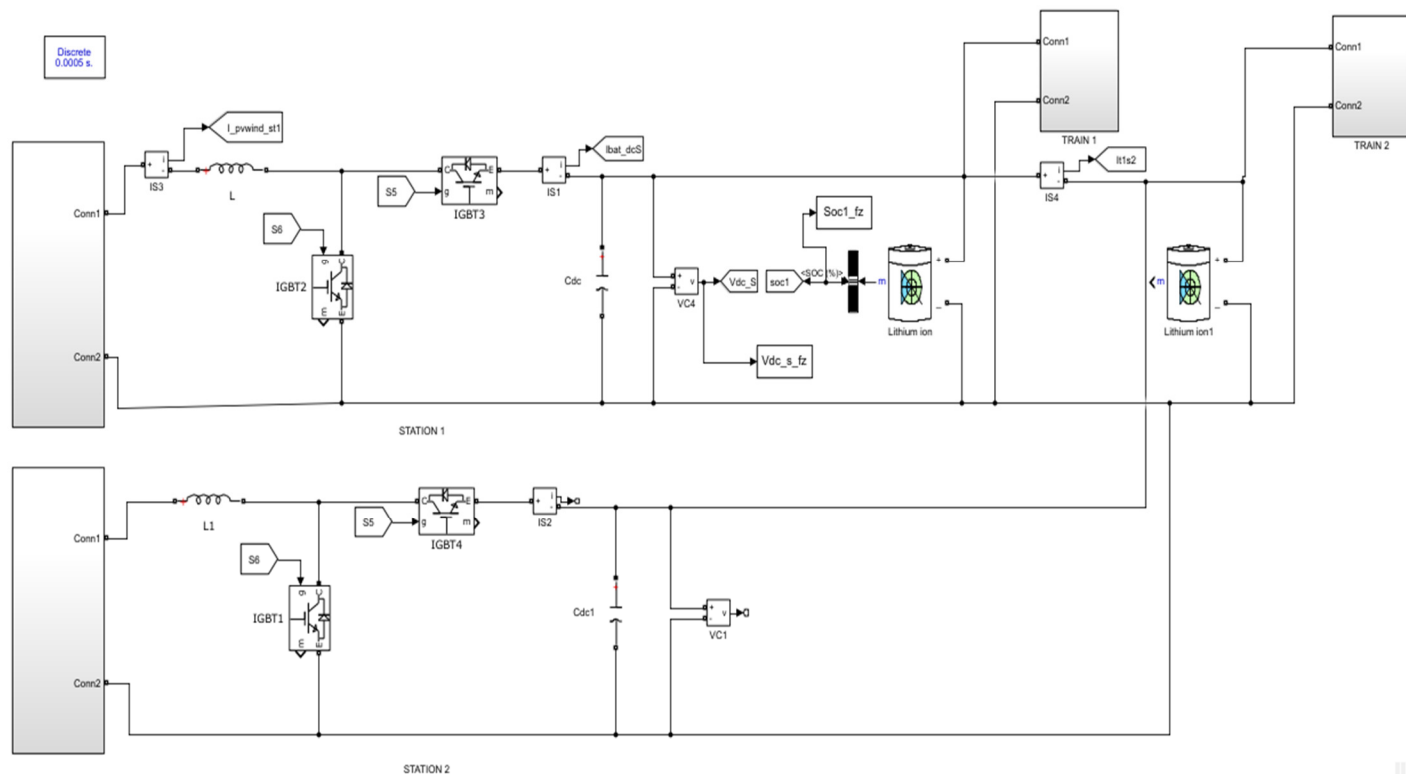 Discrete
0.0005 s.
Conn1
Conn2
TRAIN 1
Conn1
Conn2
TRAIN 2
I_pvwind_st1
+
i
-
IS3
+
L
S5
C
E
g
m
IGBT3
Ibat_dcS
+
i
-
IS1
It1s2
+
i
-
IS4
Conn1
Conn2
S6
g
C
m
E
IGBT2
+
Cdc
+
-
v
VC4
Vdc_S
Vdc_s_fz
Soc1_fz
soc1
<SOC (%)>
m
+
_
Lithium ion
m
+
_
Lithium ion1
STATION 1
Conn1
Conn2
+
L1
S5
C
E
g
m
IGBT4
+
i
-
IS2
S6
g
C
m
E
IGBT1
+
Cdc1
+
-
v
VC1
STATION 2